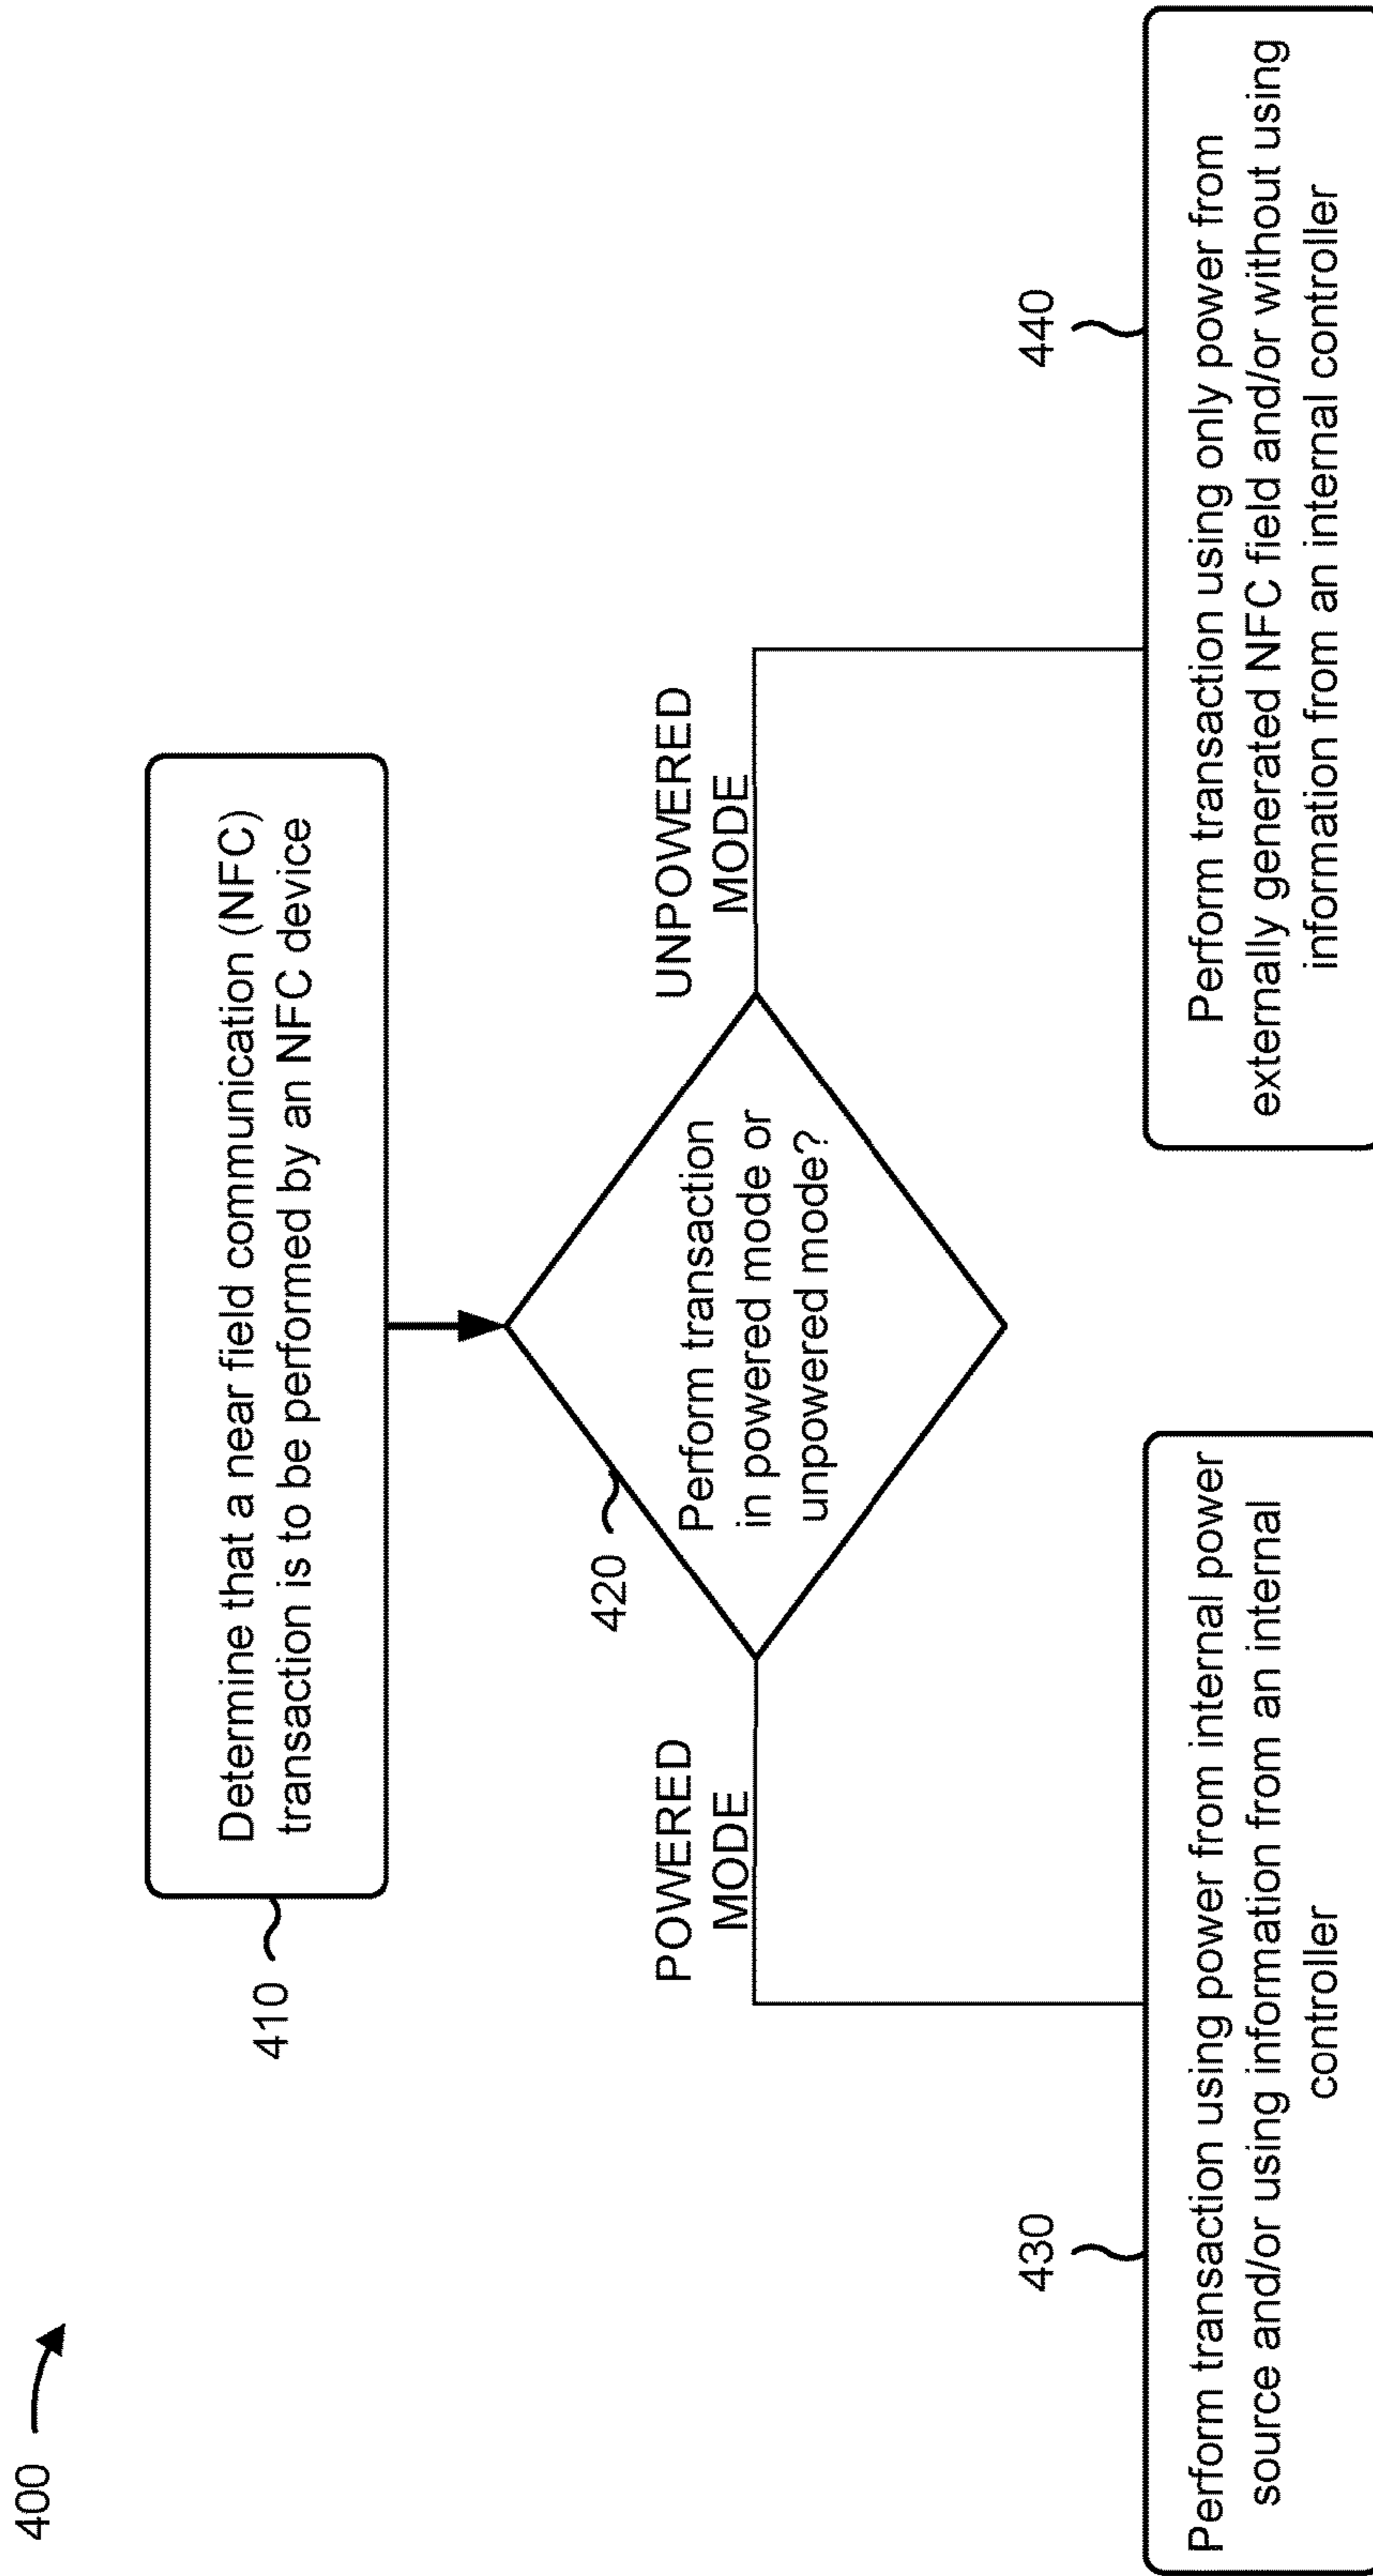 400
410
Determine that a near field communication (NFC)
transaction is to be performed by an NFC device
420
Perform transaction
in powered mode or
unpowered mode?
POWERED
MODE
UNPOWERED
MODE
430
Perform transaction using power from internal power
source and/or using information from an internal
controller
440
Perform transaction using only power from
externally generated NFC field and/or without using
information from an internal controller